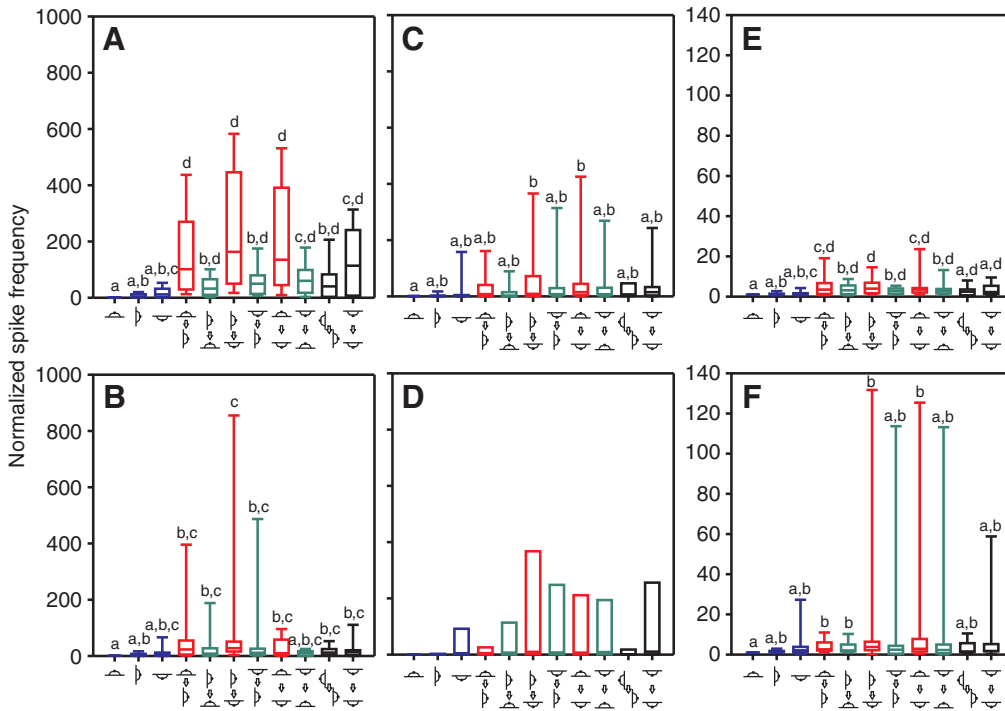 Normalized spike frequency
1000
800
600
400
200
0
A
a
a,b
a,b,c
d
b,d
d
b,d
d
c,d
b,d
c,d
C
a
a,b
a,b
a,b
a,b
b
a,b
b
a,b
a,b
a,b
140
120
100
80
60
40
20
0
E
a
a,b
a,b,c
c,d
b,d
d
b,d
c,d
b,d
a,d
a,d
1000
800
600
400
200
0
B
a
a,b
a,b,c
b,c
b,c
c
b,c
b,c
a,b,c
b,c
b,c
D
140
120
100
80
60
40
20
0
F
a
a,b
a,b
b
b
b
a,b
b
a,b
a,b
a,b